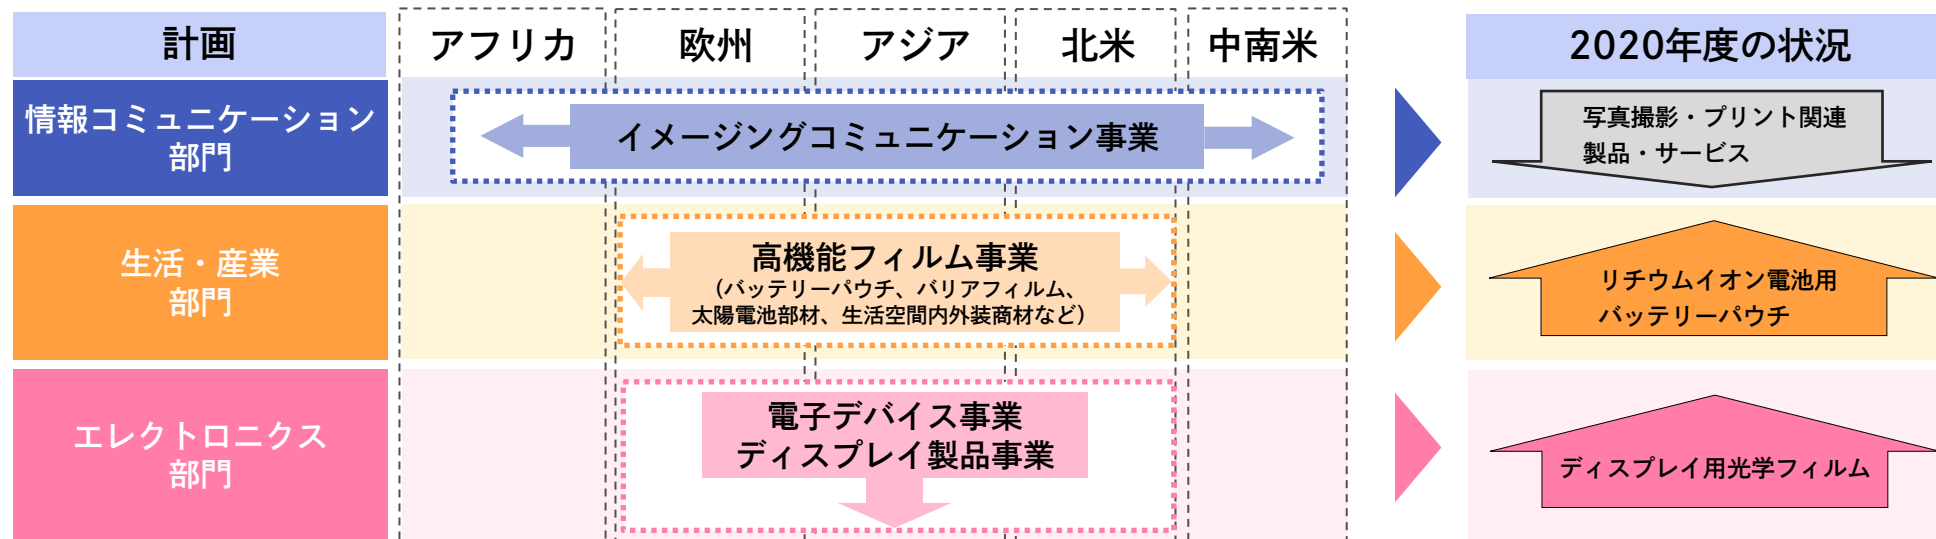 計画
アフリカ
欧州
アジア
北米
中南米
2020年度の状況
情報コミュニケーション
部門
イメージングコミュニケーション事業
写真撮影・プリント関連
製品・サービス
生活・産業
部門
高機能フィルム事業
（バッテリーパウチ、バリアフィルム、
太陽電池部材、生活空間内外装商材など）
リチウムイオン電池用
バッテリーパウチ
エレクトロニクス
部門
電子デバイス事業
ディスプレイ製品事業
ディスプレイ用光学フィルム